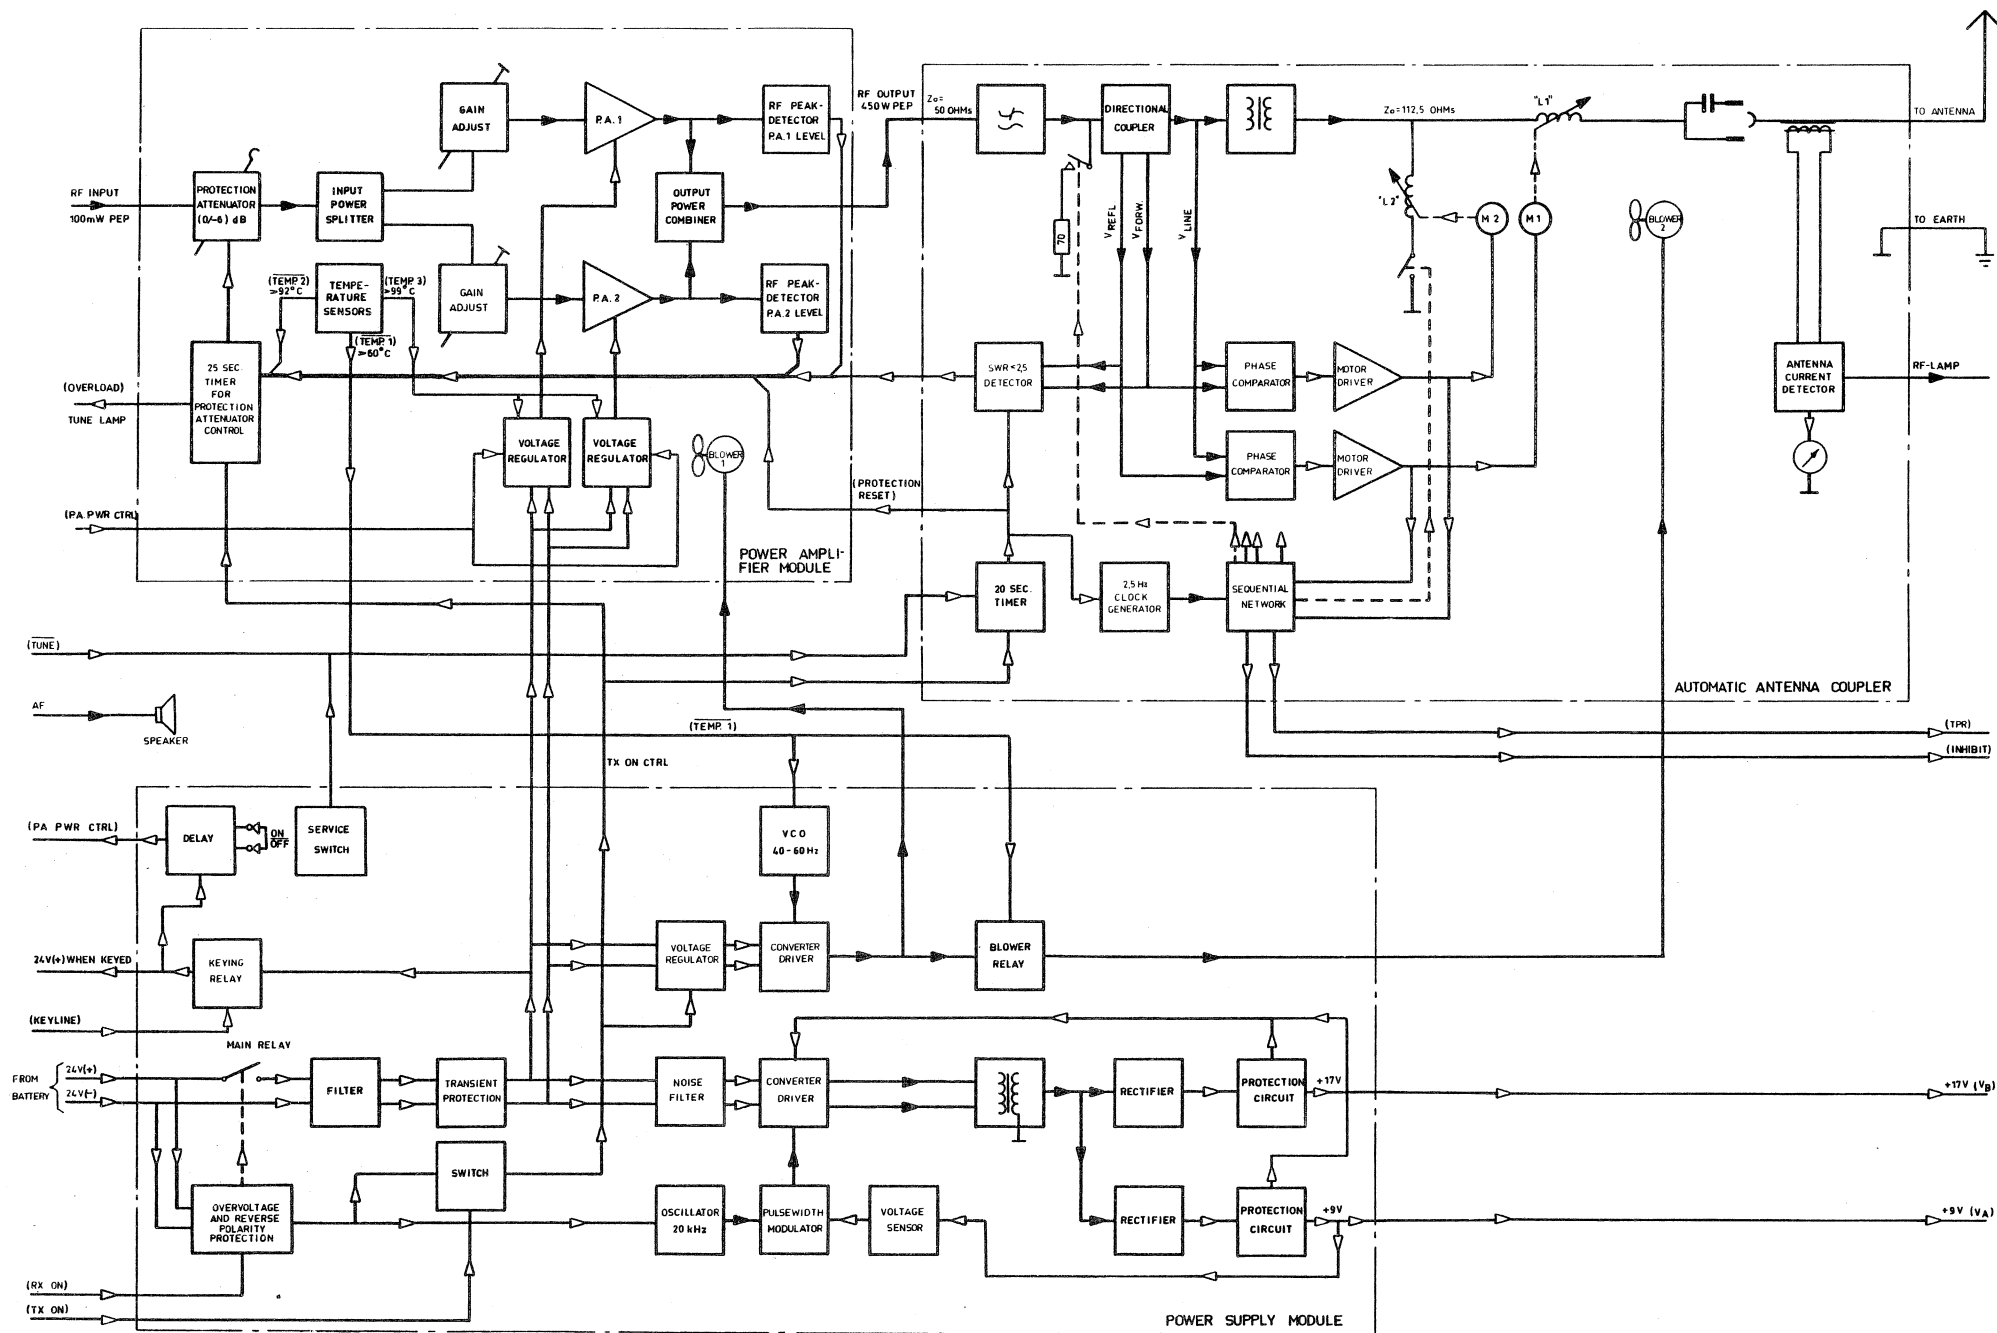 RF INPUT
100mW PEP
PROTECTION
ATTENUATOR
(0/-6) dB
INPUT
POWER
SPLITTER
GAIN
ADJUST
GAIN
ADJUST
P.A.1
P.A.2
RF PEAK-
DETECTOR
P.A.1 LEVEL
OUTPUT
POWER
COMBINER
RF PEAK-
DETECTOR
P.A.2 LEVEL
(TEMP.2)
≥92°C
TEMPE-
RATURE
SENSORS
(TEMP.3)
>99°C
(TEMP.1)
≥60°C
25 SEC.
TIMER
FOR
PROTECTION
ATTENUATOR
CONTROL
(OVERLOAD)
TUNE LAMP
VOLTAGE
REGULATOR
VOLTAGE
REGULATOR
BLOWER
1
(PA. PWR CTRL)
POWER AMPLI-
FIER MODULE
RF OUTPUT
450W PEP
Zo=
50 OHMs
DIRECTIONAL
COUPLER
Zo=112,5 OHMs
"L1"
"L2"
M2
M1
70
V REFL
V FORW.
V LINE
BLOWER
2
TO ANTENNA
TO EARTH
SWR<2,5
DETECTOR
PHASE
COMPARATOR
MOTOR
DRIVER
PHASE
COMPARATOR
MOTOR
DRIVER
ANTENNA
CURRENT
DETECTOR
RF-LAMP
(PROTECTION
RESET)
20 SEC.
TIMER
2,5 Hz
CLOCK
GENERATOR
SEQUENTIAL
NETWORK
AUTOMATIC ANTENNA COUPLER
(TUNE)
AF
SPEAKER
(TEMP. 1)
TX ON CTRL
(TPR)
(INHIBIT)
(PA PWR CTRL)
DELAY
ON
OFF
SERVICE
SWITCH
VCO
40-60Hz
24V(+)WHEN KEYED
KEYING
RELAY
VOLTAGE
REGULATOR
CONVERTER
DRIVER
BLOWER
RELAY
(KEYLINE)
MAIN RELAY
FROM
BATTERY
24V(+)
24V(-)
FILTER
TRANSIENT
PROTECTION
NOISE
FILTER
CONVERTER
DRIVER
RECTIFIER
PROTECTION
CIRCUIT
+17V
+17V (VB)
SWITCH
OVERVOLTAGE
AND REVERSE
POLARITY
PROTECTION
OSCILLATOR
20 kHz
PULSEWIDTH
MODULATOR
VOLTAGE
SENSOR
RECTIFIER
PROTECTION
CIRCUIT
+9V
+9V (VA)
(RX ON)
(TX ON)
POWER SUPPLY MODULE